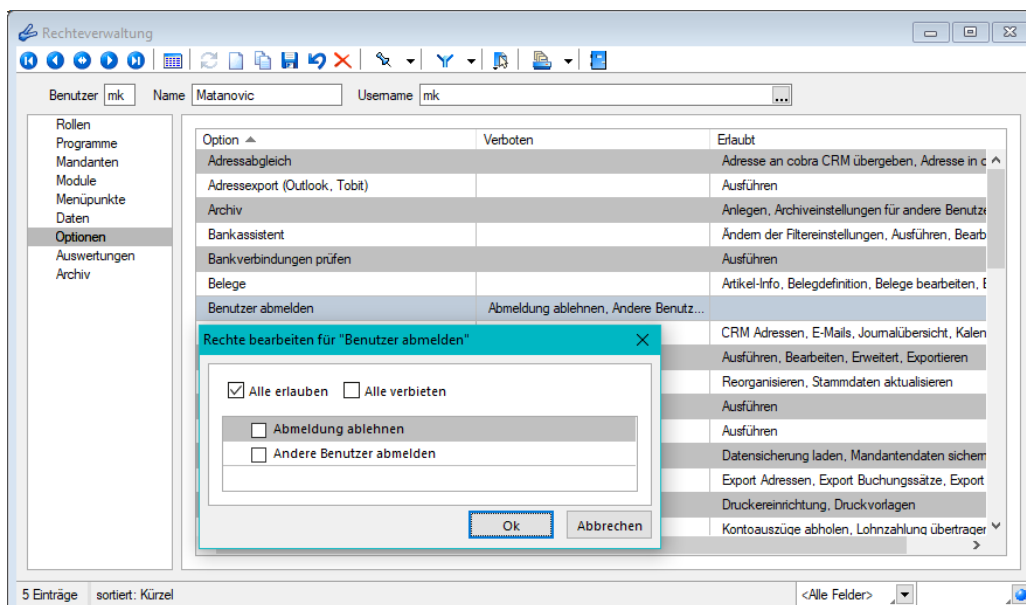 Rechteverwaltung
Benutzer mk Name Matanovic Username mk ...
Rollen
Programme
Mandanten
Module
Menüpunkte
Daten
Optionen
Auswertungen
Archiv
Option Verboten Erlaubt
Adressabgleich Adresse an cobra CRM übergeben, Adresse in c
Adressexport (Outlook, Tobit) Ausführen
Archiv Anlegen, Archiveinstellungen für andere Benutze
Bankassistent Ändern der Filtereinstellungen, Ausführen, Bearb
Bankverbindungen prüfen Ausführen
Belege Artikel-Info, Belegdefinition, Belege bearbeiten, E
Benutzer abmelden Abmeldung ablehnen, Andere Benutz...
CRM Adressen, E-Mails, Journalübersicht, Kalen
Ausführen, Bearbeiten, Erweitert, Exportieren
Reorganisieren, Stammdaten aktualisieren
Ausführen
Ausführen
Datensicherung laden, Mandantendaten sichern
Export Adressen, Export Buchungssätze, Export
Druckereinrichtung, Druckvorlagen
Kontoauszüge abholen, Lohnzahlung übertragen
Rechte bearbeiten für "Benutzer abmelden"
Alle erlauben Alle verbieten
Abmeldung ablehnen
Andere Benutzer abmelden
Ok Abbrechen
5 Einträge sortiert: Kürzel <Alle Felder>